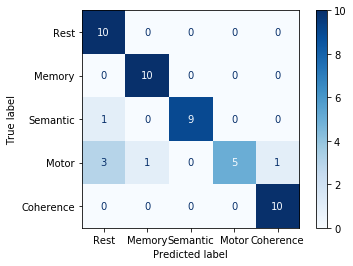 10
Rest 10 0 0 0 0
8
Memory 0 10 0 0 0
True label
6
Semantic 1 0 9 0 0
4
Motor 3 1 0 5 1
2
Coherence 0 0 0 0 10
0
Rest Memory Semantic Motor Coherence
Predicted label